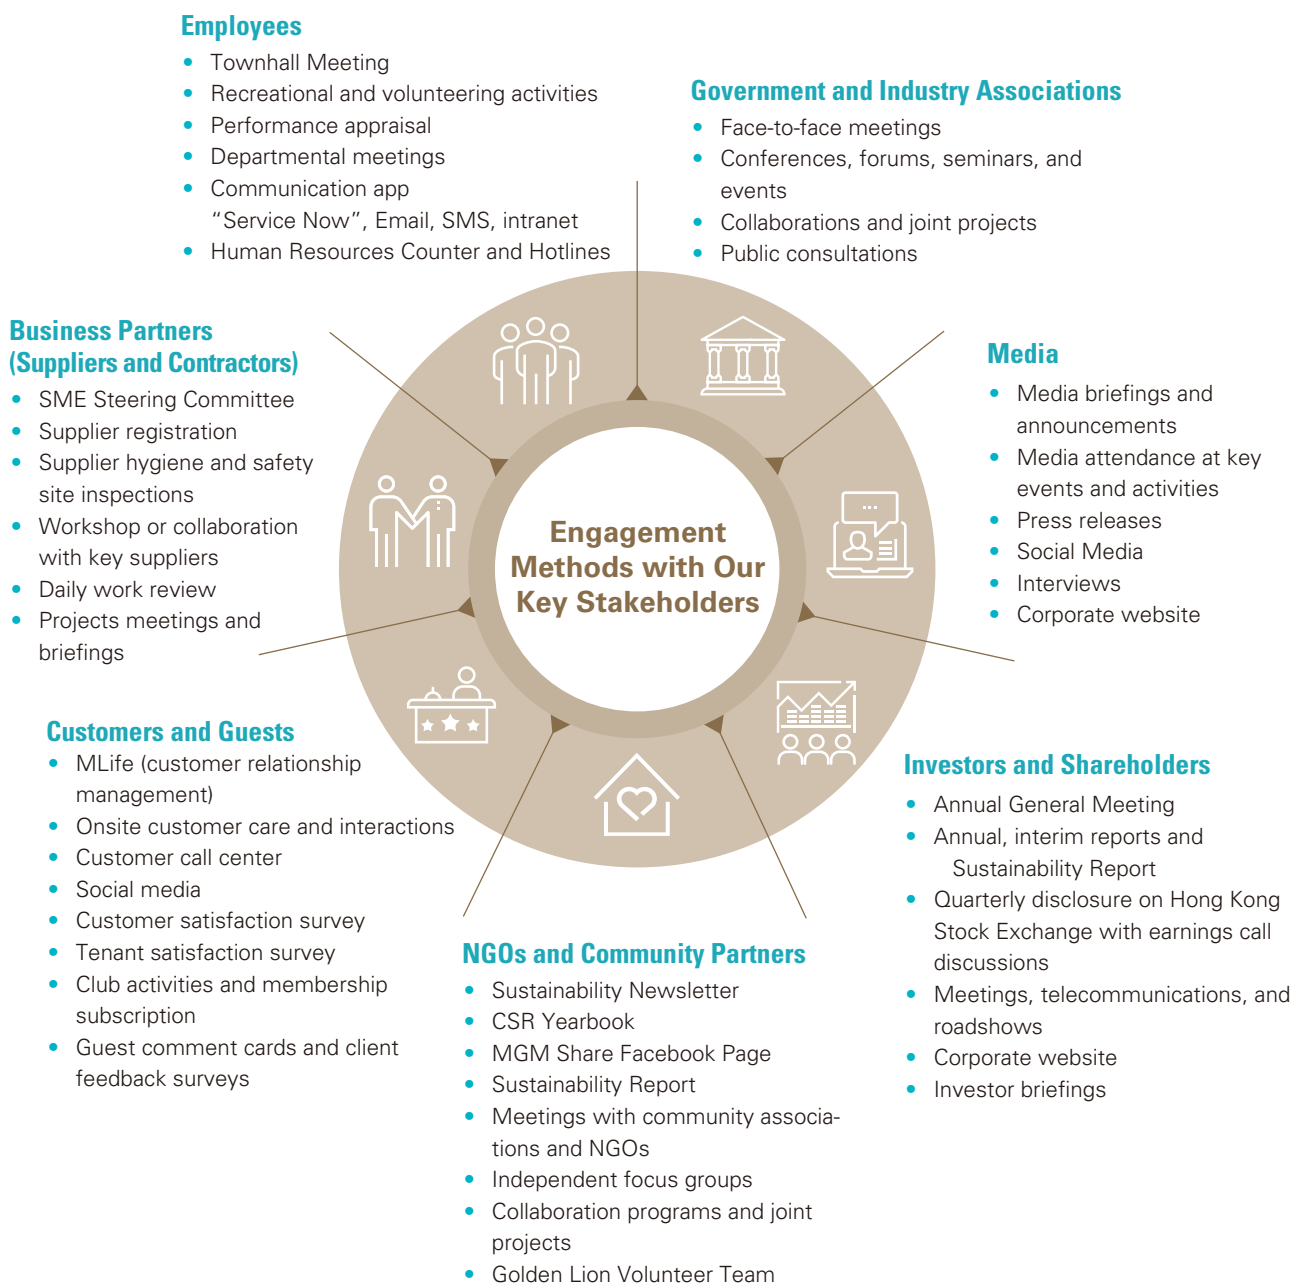 Employees
• Townhall Meeting
• Recreational and volunteering activities
• Performance appraisal
• Departmental meetings
• Communication app
“Service Now”, Email, SMS, intranet
• Human Resources Counter and Hotlines
Government and Industry Associations
• Face-to-face meetings
• Conferences, forums, seminars, and
events
• Collaborations and joint projects
• Public consultations
Business Partners
(Suppliers and Contractors)
• SME Steering Committee
• Supplier registration
• Supplier hygiene and safety
site inspections
• Workshop or collaboration
with key suppliers
• Daily work review
• Projects meetings and
briefings
Engagement
Methods with Our
Key Stakeholders
Media
• Media briefings and
announcements
• Media attendance at key
events and activities
• Press releases
• Social Media
• Interviews
• Corporate website
Customers and Guests
• MLife (customer relationship
management)
• Onsite customer care and interactions
• Customer call center
• Social media
• Customer satisfaction survey
• Tenant satisfaction survey
• Club activities and membership
subscription
• Guest comment cards and client
feedback surveys
NGOs and Community Partners
• Sustainability Newsletter
• CSR Yearbook
• MGM Share Facebook Page
• Sustainability Report
• Meetings with community associa-
tions and NGOs
• Independent focus groups
• Collaboration programs and joint
projects
• Golden Lion Volunteer Team
Investors and Shareholders
• Annual General Meeting
• Annual, interim reports and
Sustainability Report
• Quarterly disclosure on Hong Kong
Stock Exchange with earnings call
discussions
• Meetings, telecommunications, and
roadshows
• Corporate website
• Investor briefings